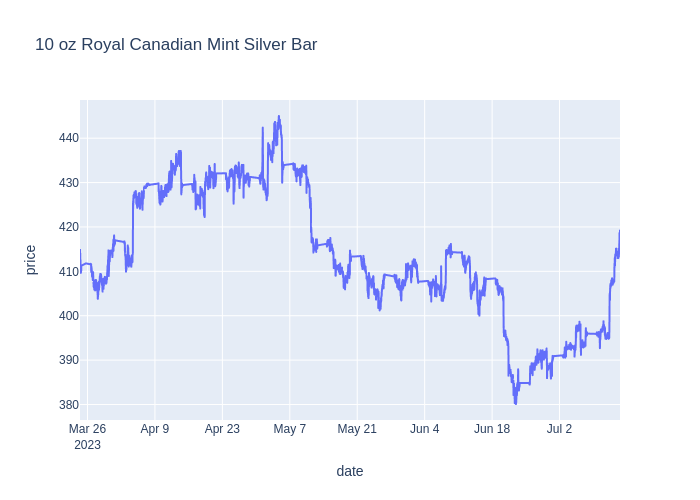 10 oz Royal Canadian Mint Silver Bar
440
430
420
410
400
390
380
price
Mar 26 Apr 9 Apr 23 May 7 May 21 Jun 4 Jun 18 Jul 2
2023
date